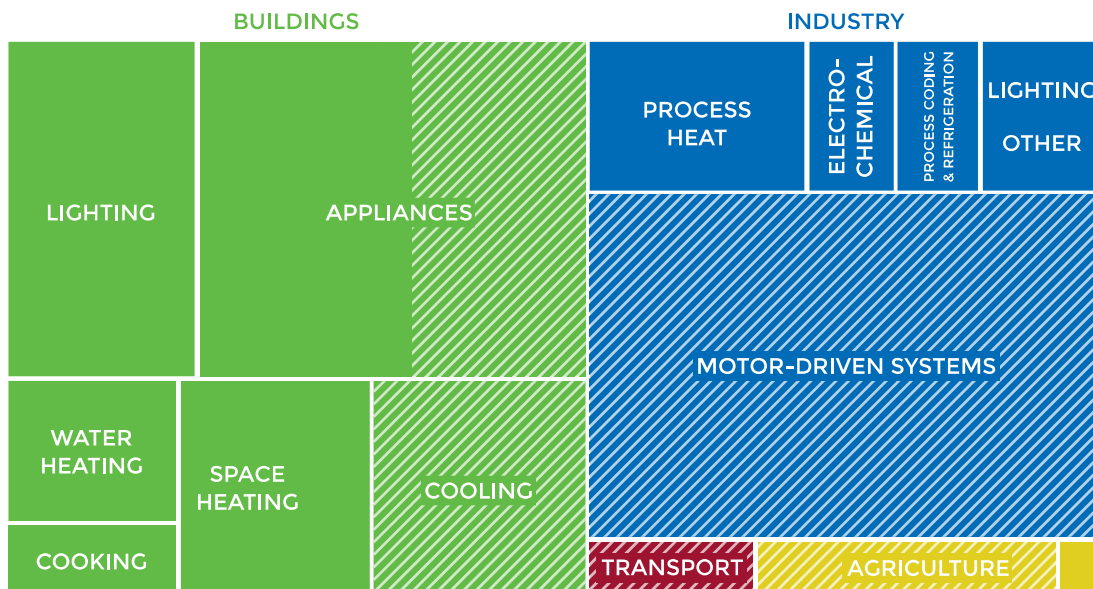 BUILDINGS
INDUSTRY
LIGHTING
APPLIANCES
WATER
HEATING
COOKING
SPACE
HEATING
COOLING
PROCESS
HEAT
ELECTRO-
CHEMICAL
PROCESS CODING
& REFRIGERATION
LIGHTING
OTHER
MOTOR-DRIVEN SYSTEMS
TRANSPORT
AGRICULTURE